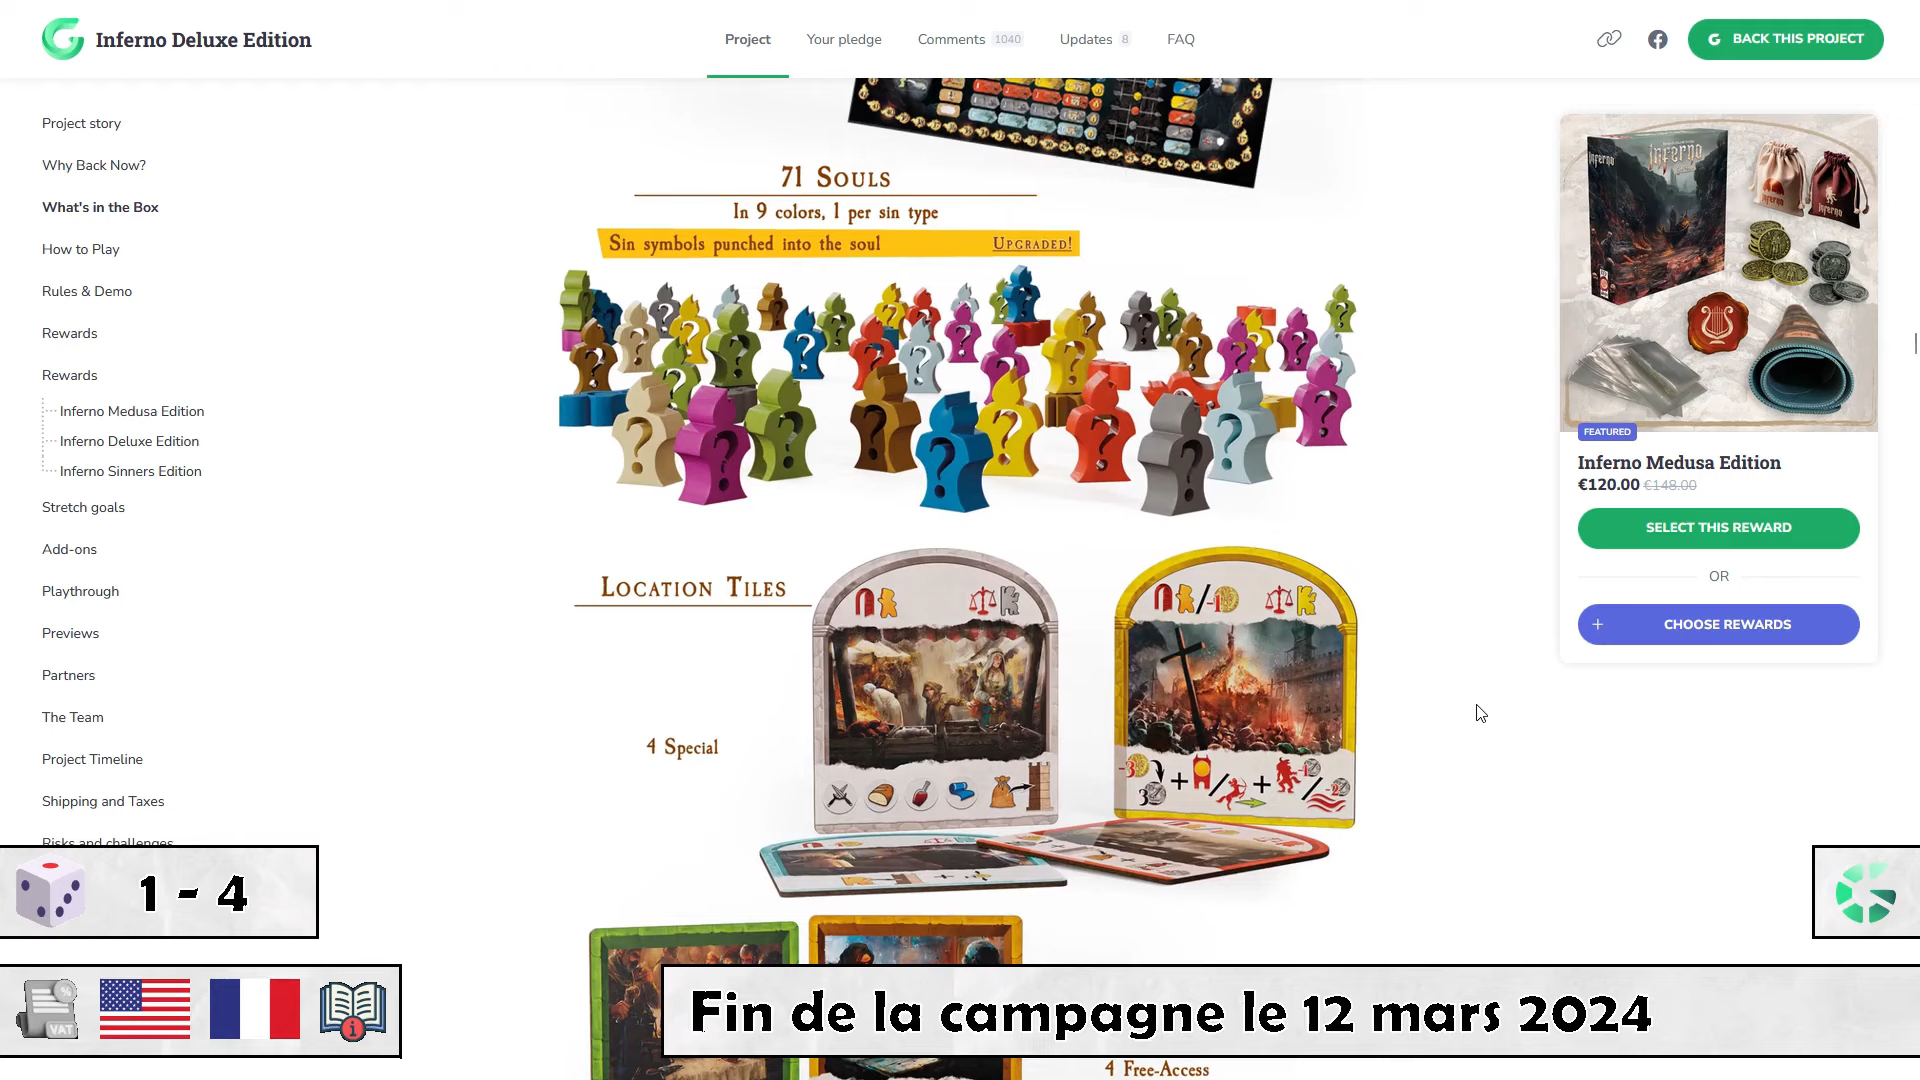 Inferno Deluxe Edition
Project
Your pledge
Comments 1040
Updates 8
FAQ
BACK THIS PROJECT
Project story
Why Back Now?
What's in the Box
How to Play
Rules & Demo
Rewards
Rewards
Inferno Medusa Edition
Inferno Deluxe Edition
Inferno Sinners Edition
Stretch goals
Add-ons
Playthrough
Previews
Partners
The Team
Project Timeline
Shipping and Taxes
Risks and challenges
71 Souls
In 9 colors, 1 per sin type
Sin symbols punched into the soul Upgraded!
Location Tiles
4 Special
4 Free-Access
Inferno
FEATURED
Inferno Medusa Edition
€120.00 €148.00
SELECT THIS REWARD
OR
+ CHOOSE REWARDS
1 - 4
VAT
Fin de la campagne le 12 mars 2024